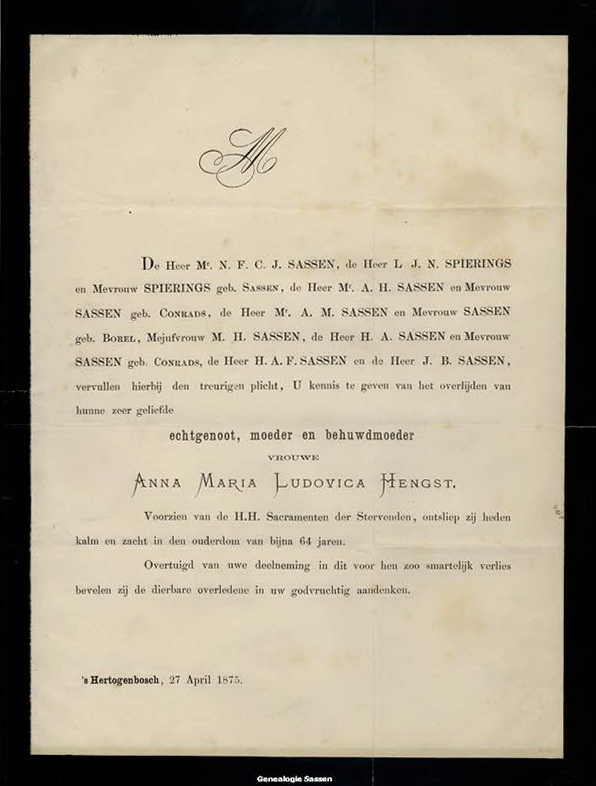 M
De Heer Mr. N. F. C. J. SASSEN, de Heer L J. N. SPIERINGS
en Mevrouw SPIERINGS geb. SASSEN, de Heer Mr. A. H. SASSEN en Mevrouw
SASSEN geb. CONRADS, de Heer Mr. A. M. SASSEN en Mevrouw SASSEN
geb. BOREL, Mejufvrouw M. H. SASSEN, de Heer H. A. SASSEN en Mevrouw
SASSEN geb. CONRADS, de Heer H. A. F. SASSEN en de Heer J. B. SASSEN,
vervullen hierbij den treurigen plicht, U kennis te geven van het overlijden van
hunne zeer geliefde
echtgenoot, moeder en behuwdmoeder
VROUWE
ANNA MARIA LUDOVICA HENGST.
Voorzien van de H.H. Sacramenten der Stervenden, ontsliep zij heden
kalm en zacht in den ouderdom van bijna 64 jaren.
Overtuigd van uwe deelneming in dit voor hen zoo smartelijk verlies
bevelen zij de dierbare overledene in uw godvruchtig aandenken.
's Hertogenbosch, 27 April 1875.
Genealogie Sassen